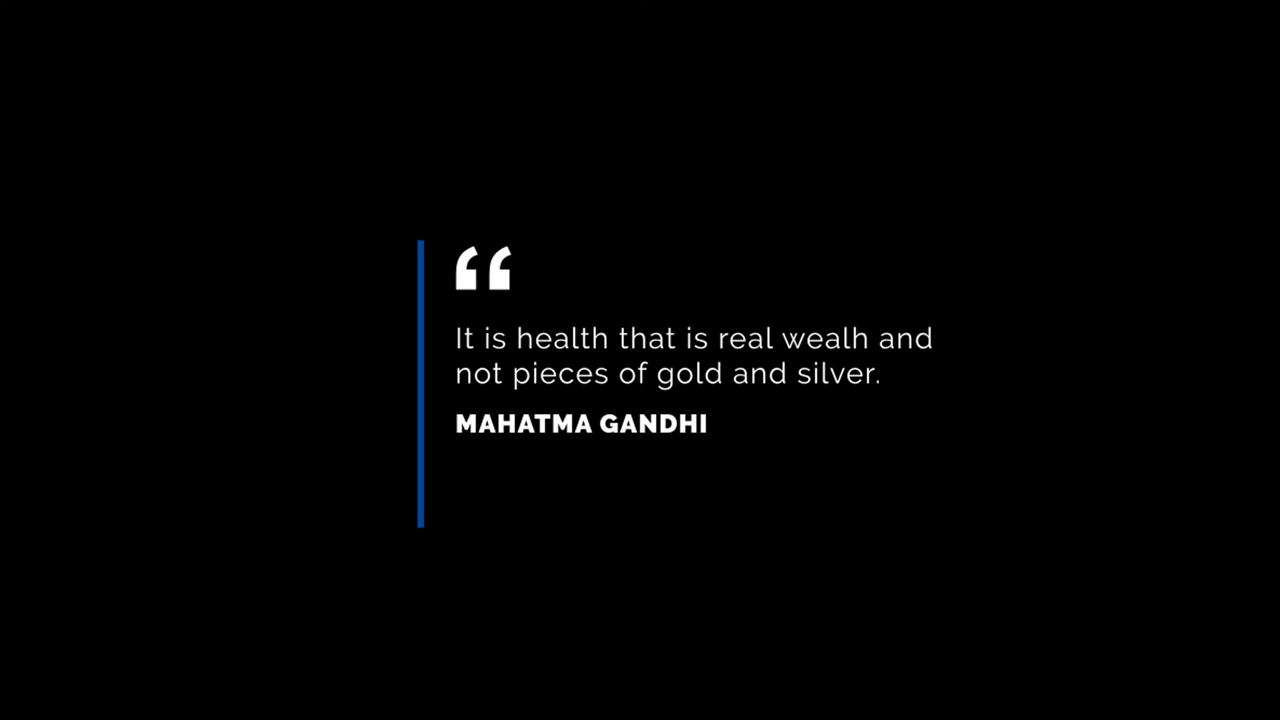 “
It is health that is real wealh and
not pieces of gold and silver.
MAHATMA GANDHI